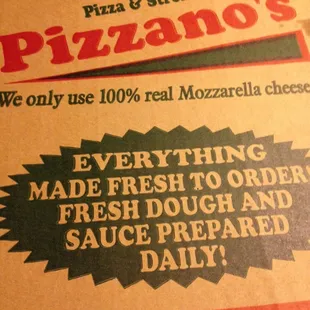 Pizza &
Pizzano's
We only use 100% real Mozzarella cheese
EVERYTHING
MADE FRESH TO ORDER
FRESH DOUGH AND
SAUCE PREPARED
DAILY!